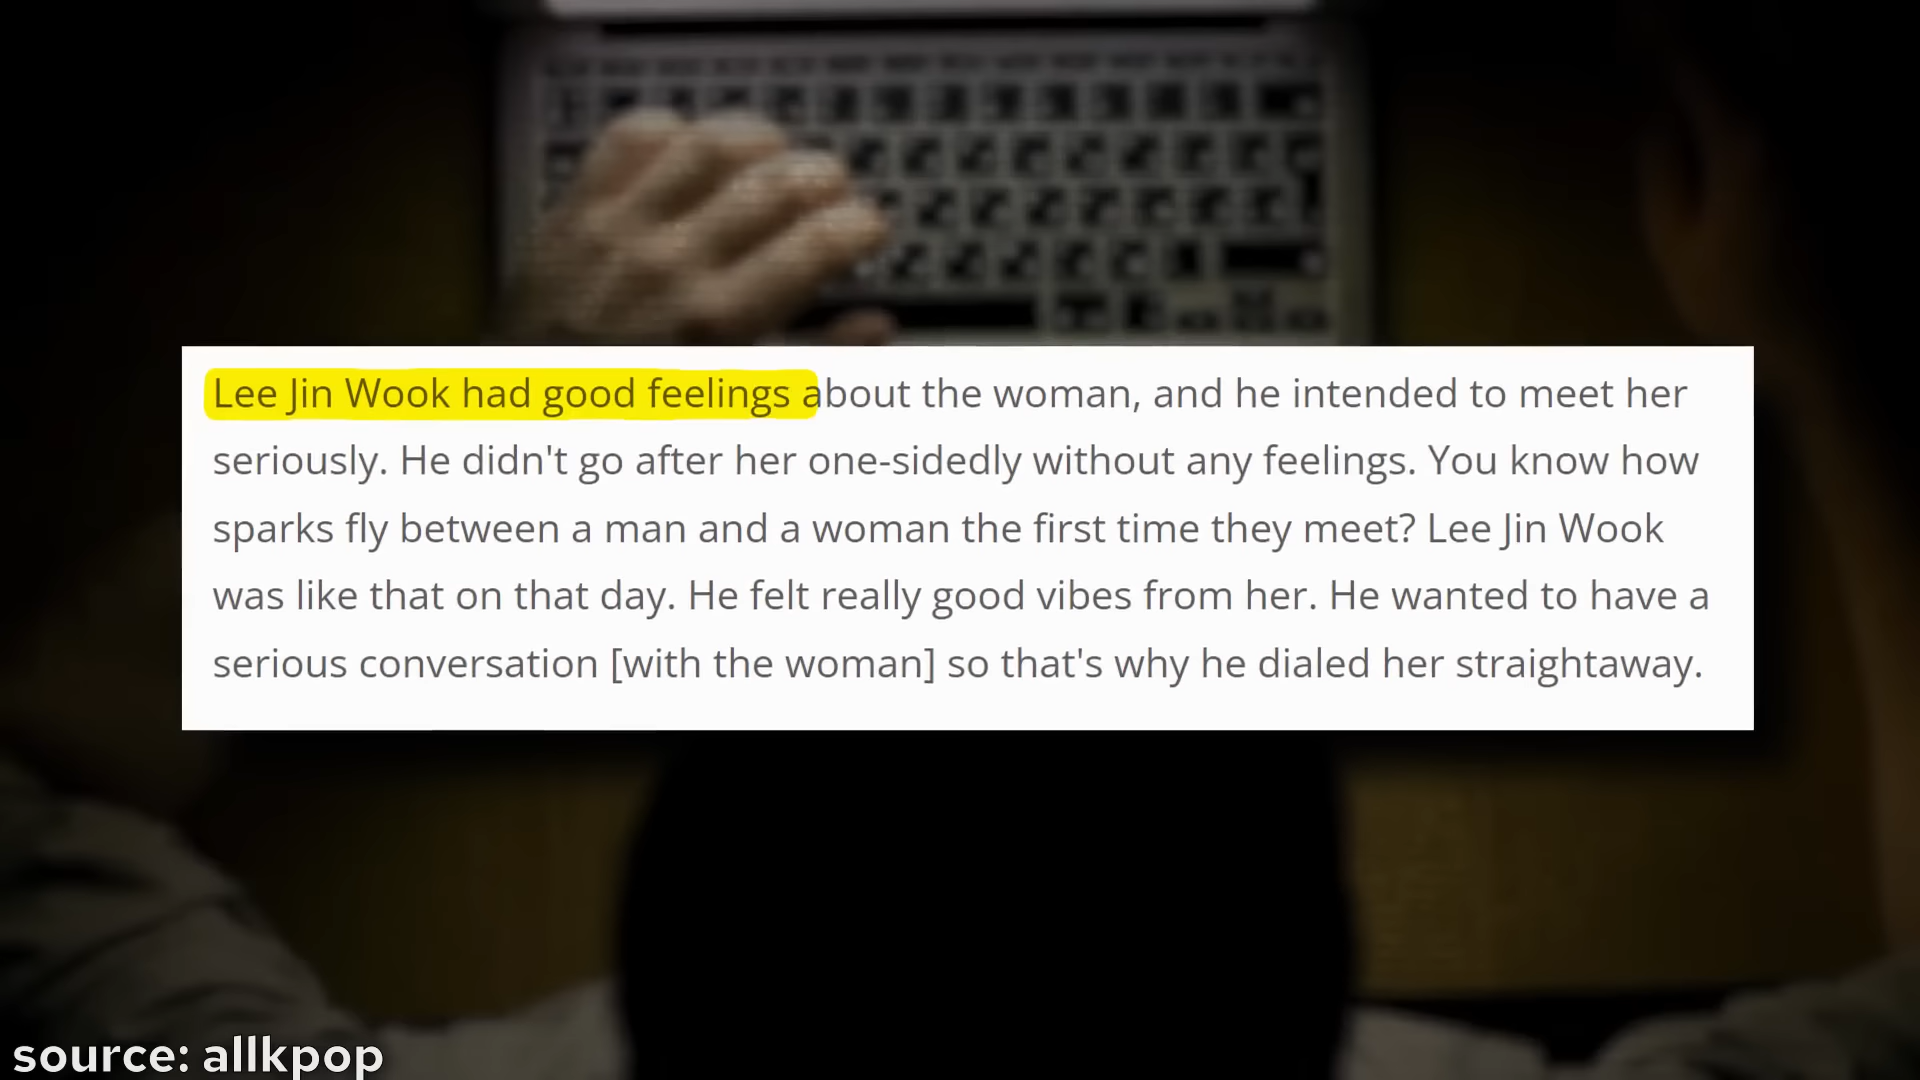 Lee Jin Wook had good feelings about the woman, and he intended to meet her
seriously. He didn't go after her one-sidedly without any feelings. You know how
sparks fly between a man and a woman the first time they meet? Lee Jin Wook
was like that on that day. He felt really good vibes from her. He wanted to have a
serious conversation [with the woman] so that's why he dialed her straightaway.
source: allkpop